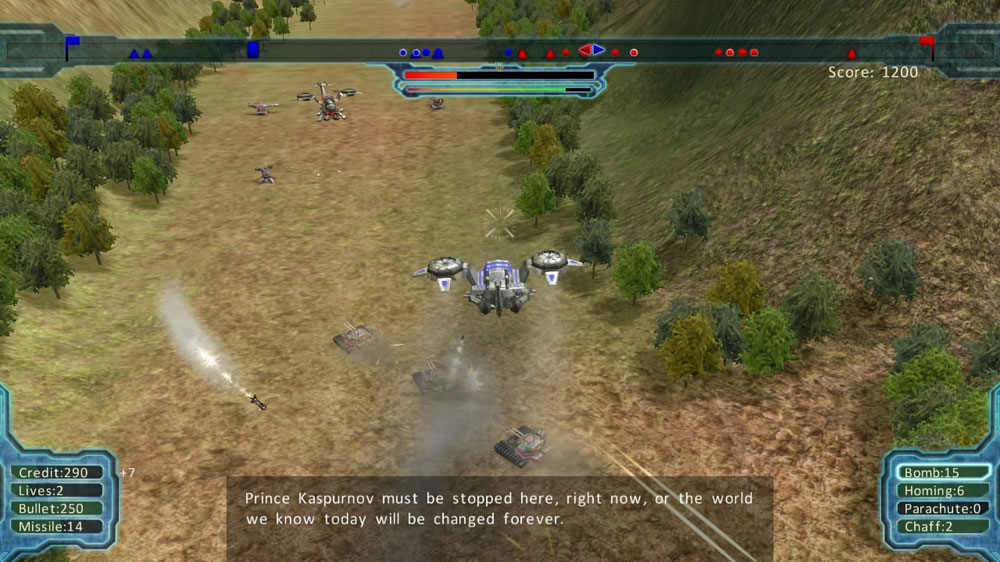 Score: 1200
Credit:290 +7
Lives:2
Bullet:250
Missile:14
Bomb:15
Homing:6
Parachute:0
Chaff:2
Prince Kaspurnov must be stopped here, right now, or the world
we know today will be changed forever.